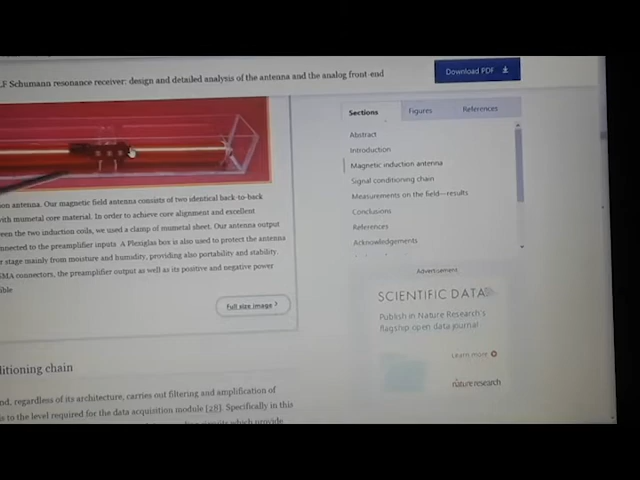 LF Schumann resonance receiver: design and detailed analysis of the antenna and the analog front-end
Download PDF
on antenna. Our magnetic field antenna consists of two identical back-to-back
with mumetal core material. In order to achieve core alignment and excellent
een the two induction coils, we used a clamp of mumetal sheet. Our antenna output
nnected to the preamplifier inputs. A Plexiglas box is also used to protect the antenna
r stage mainly from moisture and humidity, providing also portability and stability.
SMA connectors, the preamplifier output as well as its positive and negative power
ible
Full size image
ditioning chain
nd, regardless of its architecture, carries out filtering and amplification of
s to the level required for the data acquisition module [28]. Specifically in this
which provide
Sections
Figures
References
Abstract
Introduction
Magnetic induction antenna
Signal conditioning chain
Measurements on the field—results
Conclusions
References
Acknowledgements
Advertisement
SCIENTIFIC DATA
Publish in Nature Research's
flagship open data journal
Learn more
nature research